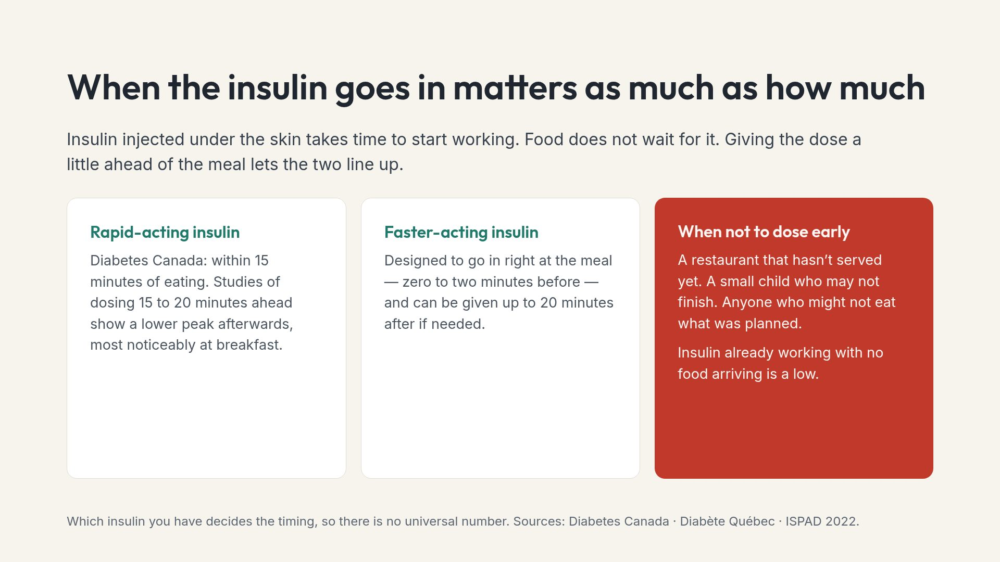 When the insulin goes in matters as much as how much
Insulin injected under the skin takes time to start working. Food does not wait for it. Giving the dose a
little ahead of the meal lets the two line up.
Rapid-acting insulin
Diabetes Canada: within 15
minutes of eating. Studies of
dosing 15 to 20 minutes ahead
show a lower peak afterwards,
most noticeably at breakfast.
Faster-acting insulin
Designed to go in right at the meal
— zero to two minutes before —
and can be given up to 20 minutes
after if needed.
When not to dose early
A restaurant that hasn’t served
yet. A small child who may not
finish. Anyone who might not eat
what was planned.
Insulin already working with no
food arriving is a low.
Which insulin you have decides the timing, so there is no universal number. Sources: Diabetes Canada · Diabète Québec · ISPAD 2022.